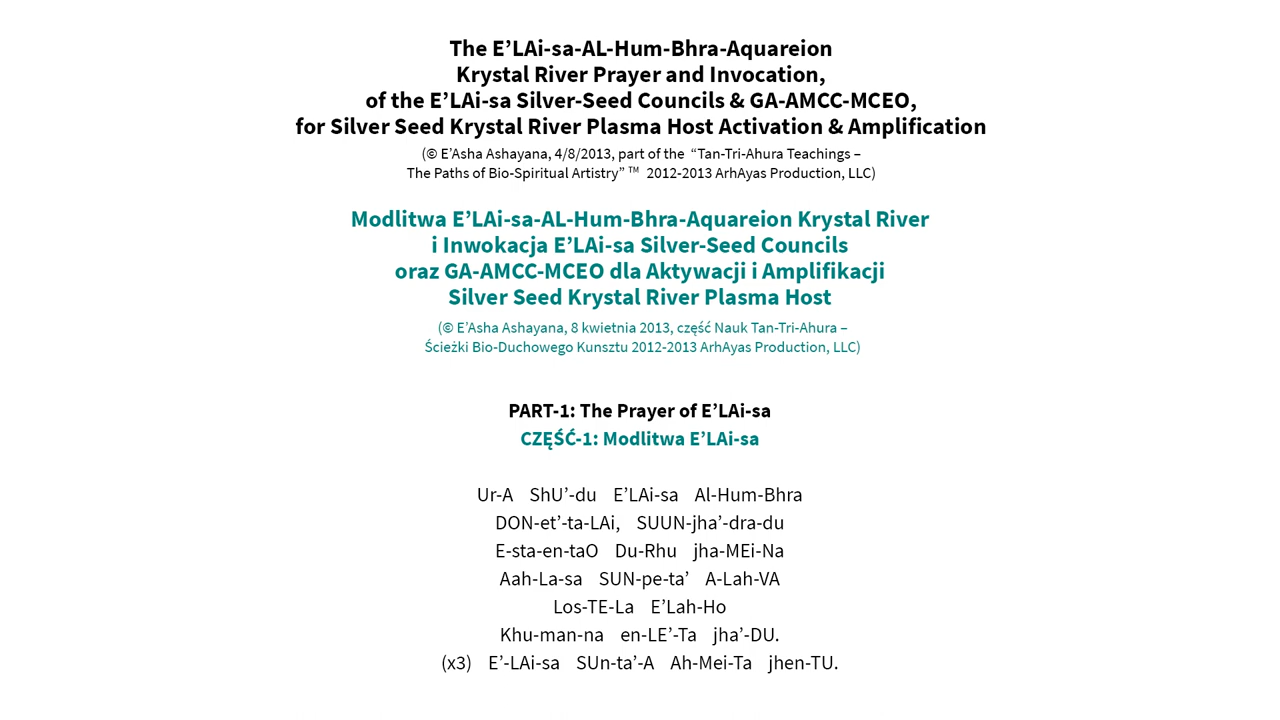 The E’LAi-sa-AL-Hum-Bhra-Aquareion
Krystal River Prayer and Invocation,
of the E’LAi-sa Silver-Seed Councils & GA-AMCC-MCEO,
for Silver Seed Krystal River Plasma Host Activation & Amplification
(© E’Asha Ashayana, 4/8/2013, part of the “Tan-Tri-Ahura Teachings –
The Paths of Bio-Spiritual Artistry” ™ 2012-2013 ArhAyas Production, LLC)
Modlitwa E’LAi-sa-AL-Hum-Bhra-Aquareion Krystal River
i Inwokacja E’LAi-sa Silver-Seed Councils
oraz GA-AMCC-MCEO dla Aktywacji i Amplifikacji
Silver Seed Krystal River Plasma Host
(© E’Asha Ashayana, 8 kwietnia 2013, część Nauk Tan-Tri-Ahura –
Ścieżki Bio-Duchowego Kunsztu 2012-2013 ArhAyas Production, LLC)
PART-1: The Prayer of E’LAi-sa
CZĘŚĆ-1: Modlitwa E’LAi-sa
Ur-A ShU’-du E’LAi-sa Al-Hum-Bhra
DON-et’-ta-LAi, SUUN-jha’-dra-du
E-sta-en-taO Du-Rhu jha-MEi-Na
Aah-La-sa SUN-pe-ta’ A-Lah-VA
Los-TE-La E’Lah-Ho
Khu-man-na en-LE’-Ta jha’-DU.
(x3) E’-LAi-sa SUn-ta’-A Ah-Mei-Ta jhen-TU.